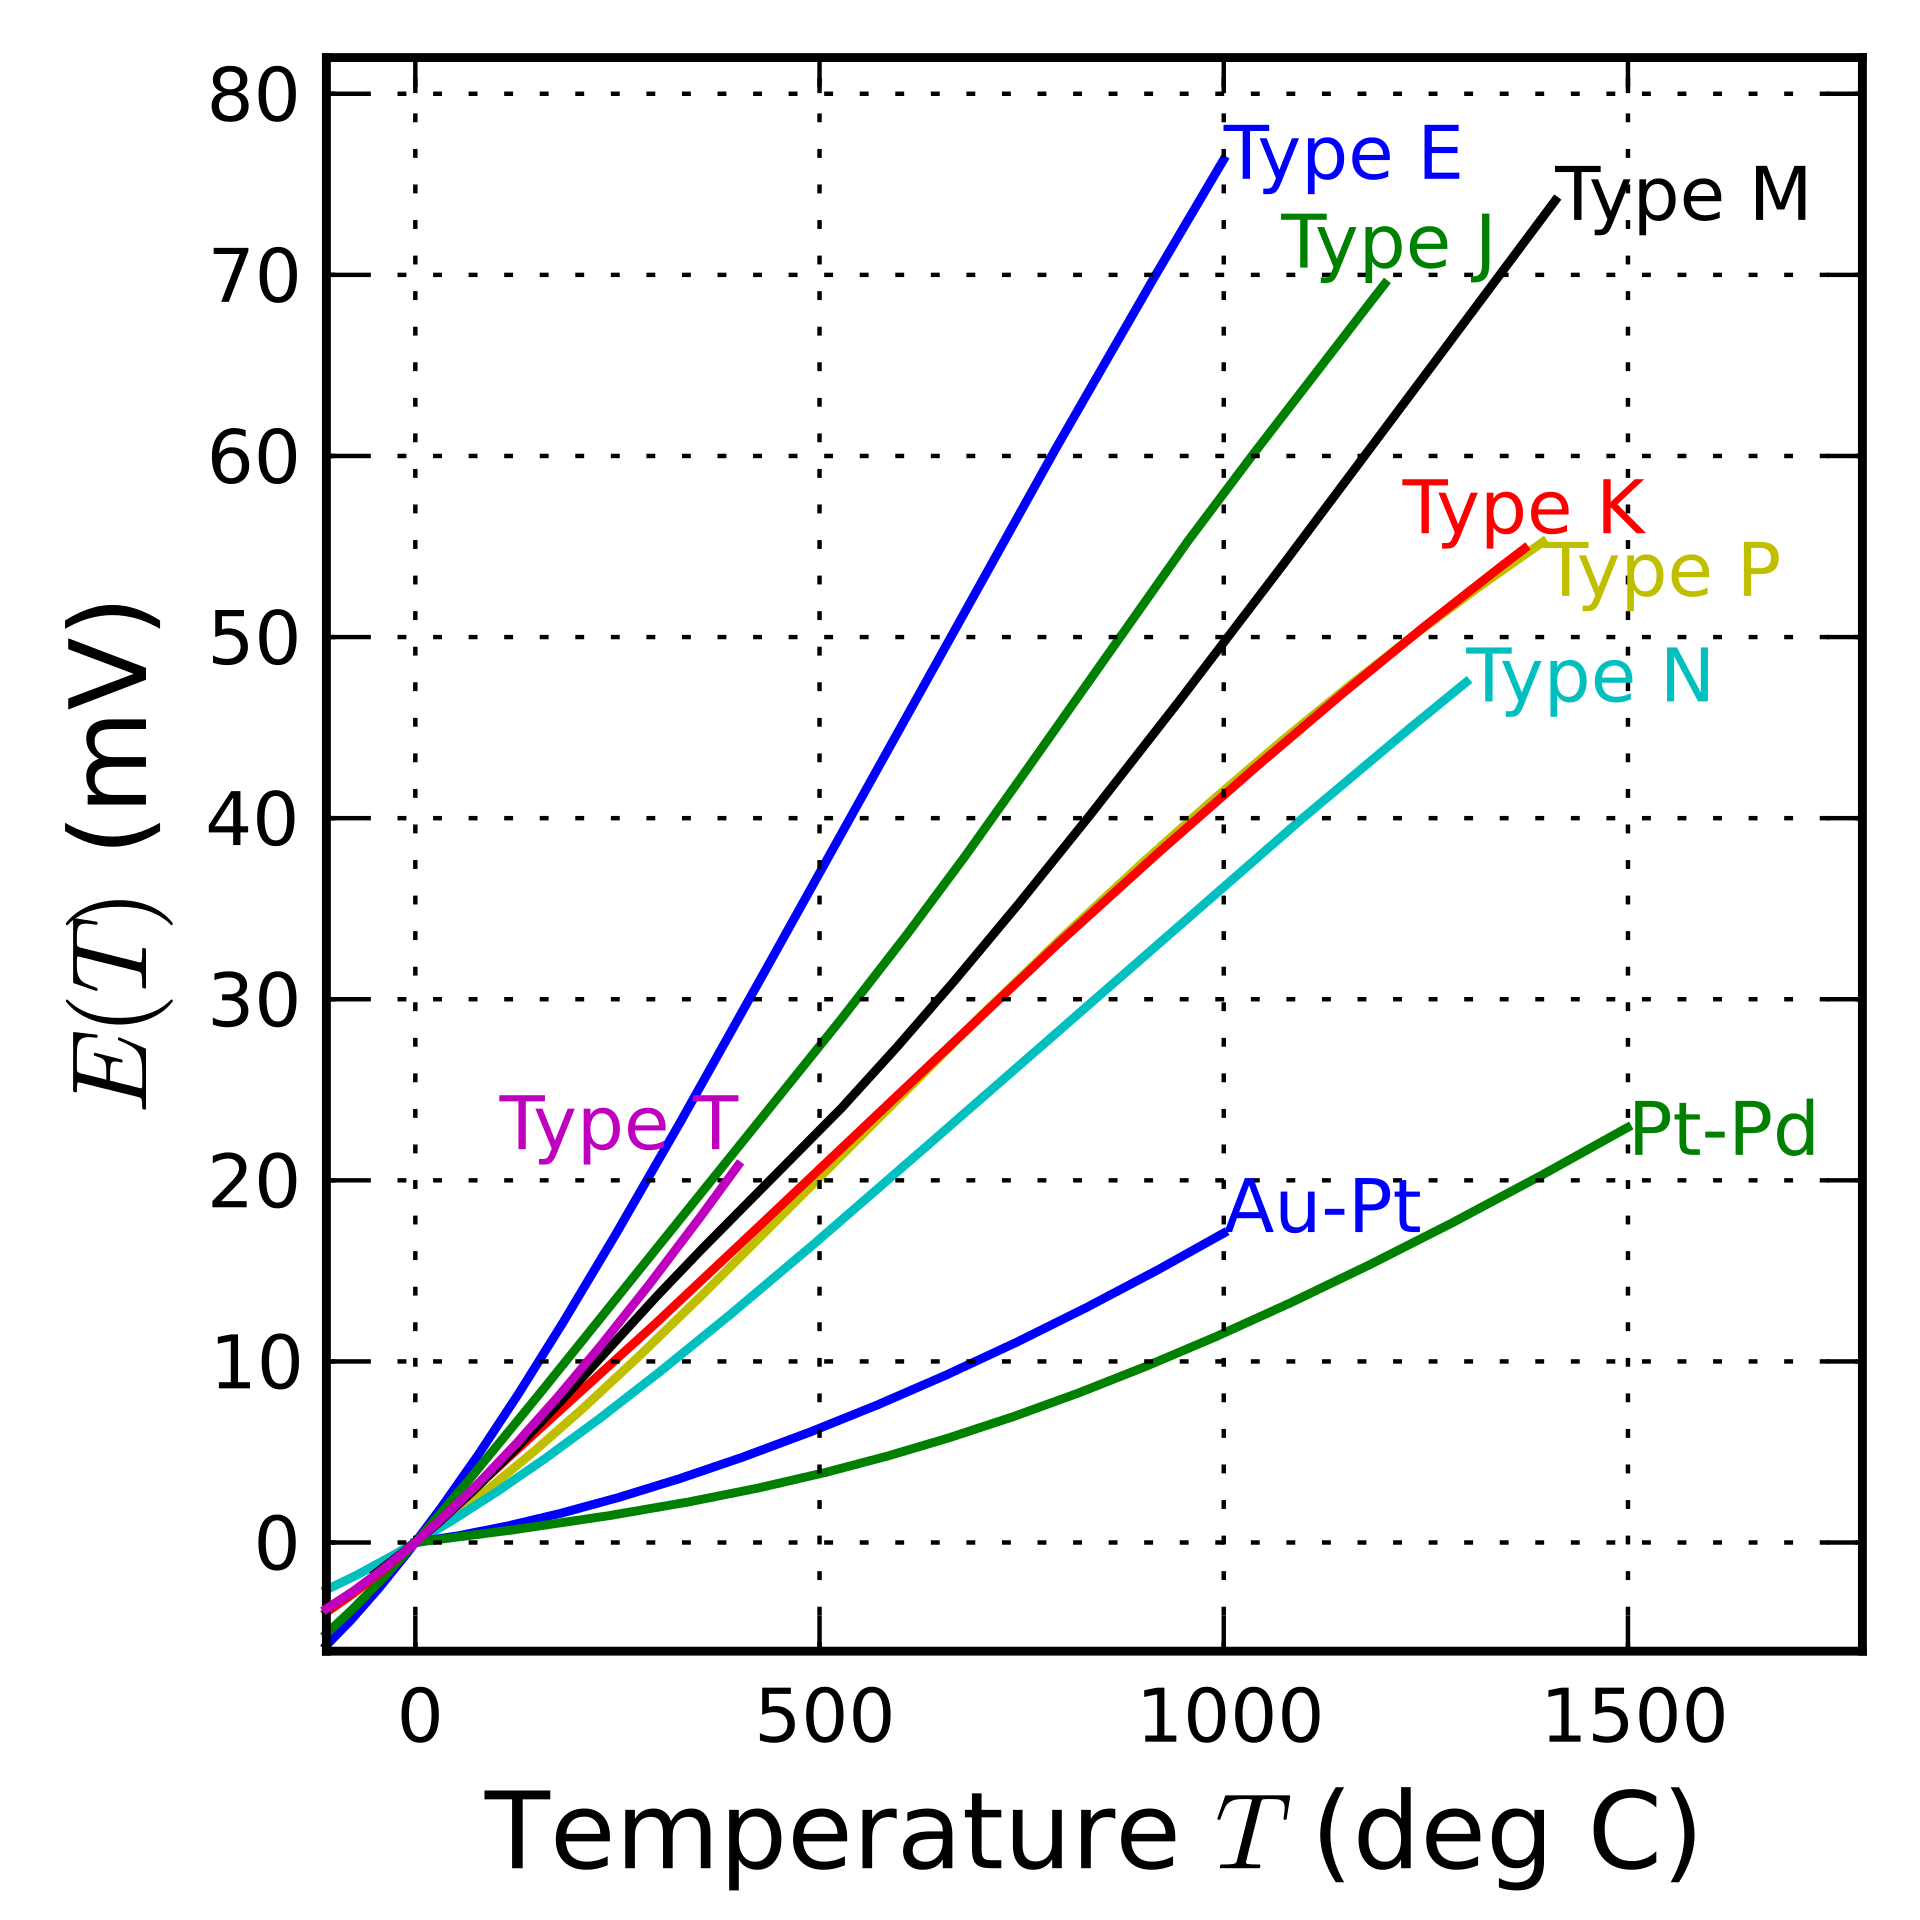 80
70
60
50
40
30
20
10
0
E(T) (mV)
Type E
Type M
Type J
Type K
Type P
Type N
Type T
Pt-Pd
Au-Pt
0 500 1000 1500
Temperature T (deg C)